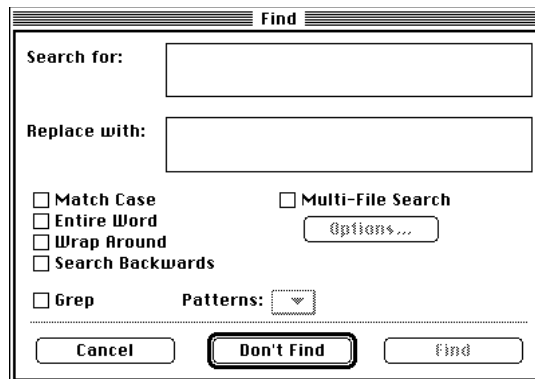 Find
Search for:
Replace with:
Match Case
Multi-File Search
Entire Word
Options...
Wrap Around
Search Backwards
Grep Patterns:
Cancel Don't Find Find